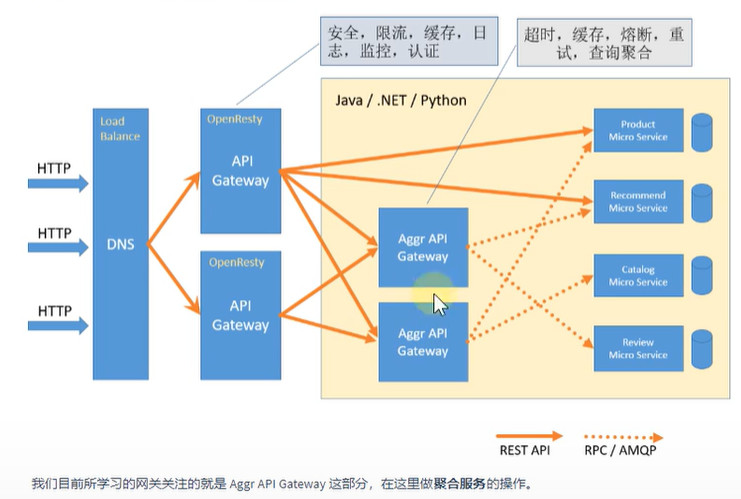 安全，限流，缓存，日
志，监控，认证
超时，缓存，熔断，重
试，查询聚合
Java / .NET / Python
Load
Balance
DNS
HTTP
HTTP
HTTP
OpenResty
API
Gateway
OpenResty
API
Gateway
Aggr API
Gateway
Aggr API
Gateway
Product
Micro Service
Recommend
Micro Service
Catalog
Micro Service
Review
Micro Service
REST API
RPC / AMQP
我们目前所学习的网关关注的就是 Aggr API Gateway 这部分，在这里做聚合服务的操作。